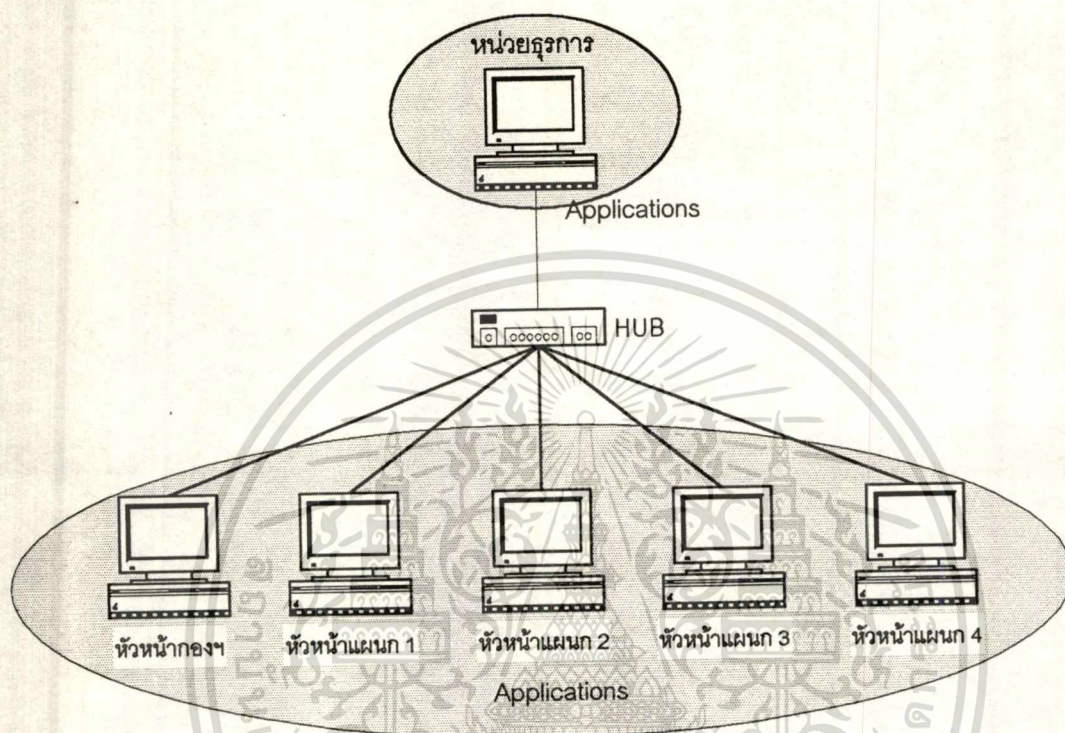 หน่วยธุรการ
Applications
HUB
หัวหน้ากองฯ
หัวหน้าแผนก 1
หัวหน้าแผนก 2
หัวหน้าแผนก 3
หัวหน้าแผนก 4
Applications